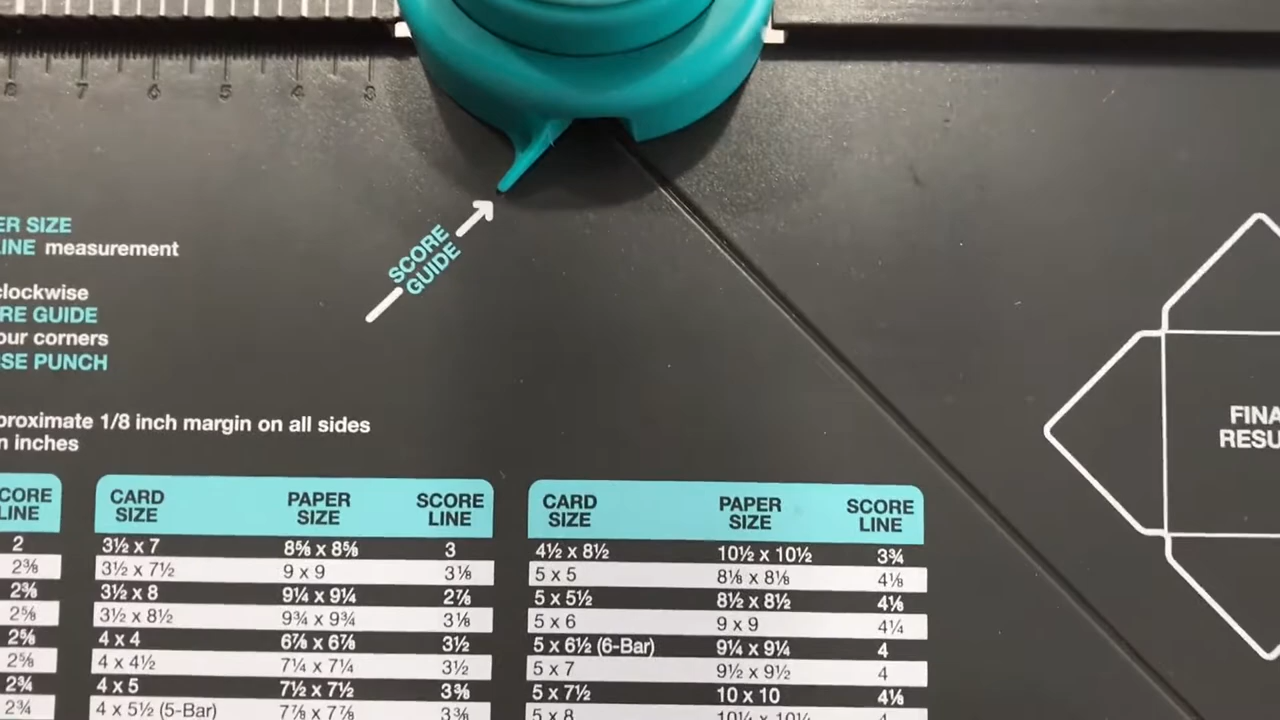 8 7 6 5 4 3
ER SIZE
LINE measurement
clockwise
RE GUIDE
our corners
SE PUNCH
SCORE
GUIDE
FINA
RESU
proximate 1/8 inch margin on all sides
n inches
CORE
LINE
2
2⅜
2⅝
2⅝
2⅝
2⅝
2¾
2¾
CARD SIZE PAPER SIZE SCORE LINE
3½ x 7 8⅝ x 8⅝ 3
3½ x 7½ 9 x 9 3⅛
3½ x 8 9¼ x 9¼ 2⅞
3½ x 8½ 9¾ x 9¾ 3⅛
4 x 4 6⅞ x 6⅞ 3½
4 x 4½ 7¼ x 7¼ 3½
4 x 5 7½ x 7½ 3⅜
4 x 5½ (5-Bar) 7⅞ x 7⅞ 3⅜
CARD SIZE PAPER SIZE SCORE LINE
4½ x 8½ 10½ x 10½ 3¾
5 x 5 8⅛ x 8⅛ 4⅛
5 x 5½ 8½ x 8½ 4⅛
5 x 6 9 x 9 4¼
5 x 6½ (6-Bar) 9¼ x 9¼ 4
5 x 7 9½ x 9½ 4
5 x 7½ 10 x 10 4⅛
5 x 8 10¼ x 10¼ 4